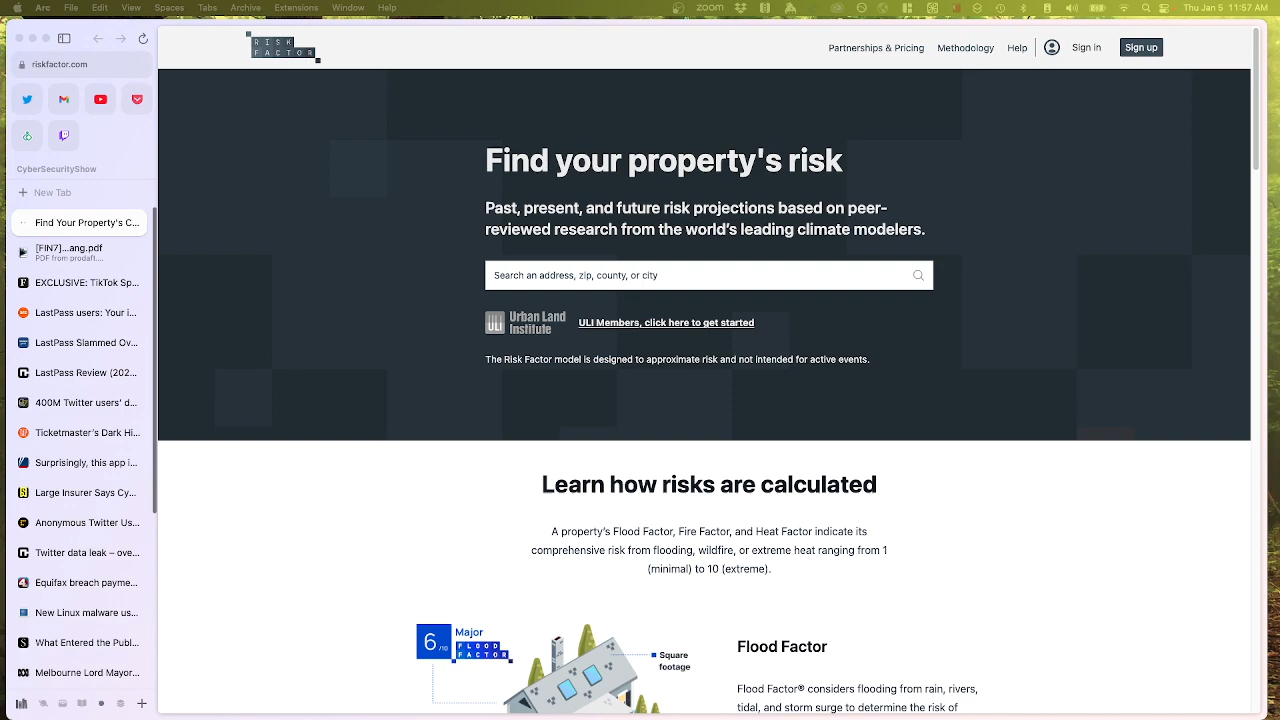 Arc File Edit View Spaces Tabs Archive Extensions Window Help
zoom
Thu Jan 5 11:57 AM
riskfactor.com
CyberSecurityShow
New Tab
Find Your Property's C...
[FIN7]...ang.pdf
PDF from prodaft....
EXCLUSIVE: TikTok Sp...
LastPass users: Your i...
LastPass Slammed Ov...
LastPass Review (202...
400M Twitter users' d...
Ticketmaster's Dark Hi...
Surprisingly, this app i...
Large Insurer Says Cy...
Anonymous Twitter Us...
Twitter data leak – ove...
Equifax breach payme...
New Linux malware us...
What Entered the Publ...
Melbourne Uber Mayor...
RISK
FACTOR
Partnerships & Pricing Methodology Help Sign in Sign up
Find your property's risk
Past, present, and future risk projections based on peer-
reviewed research from the world's leading climate modelers.
Search an address, zip, county, or city
ULI Urban Land
Institute
ULI Members, click here to get started
The Risk Factor model is designed to approximate risk and not intended for active events.
Learn how risks are calculated
A property's Flood Factor, Fire Factor, and Heat Factor indicate its
comprehensive risk from flooding, wildfire, or extreme heat ranging from 1
(minimal) to 10 (extreme).
6/10 Major
FLOOD
FACTOR
Square
footage
Flood Factor
Flood Factor® considers flooding from rain, rivers,
tidal, and storm surge to determine the risk of